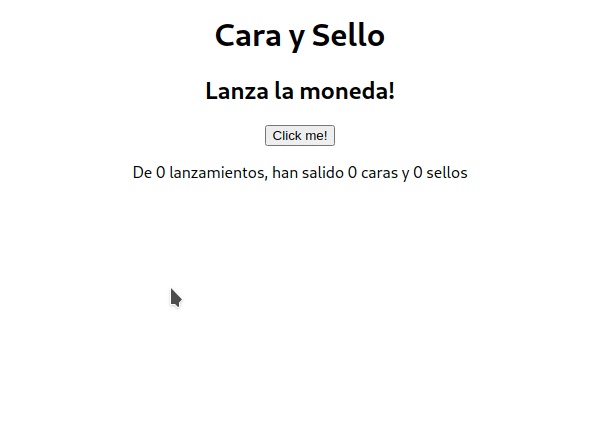 Cara y Sello
Lanza la moneda!
Click me!
De 0 lanzamientos, han salido 0 caras y 0 sellos